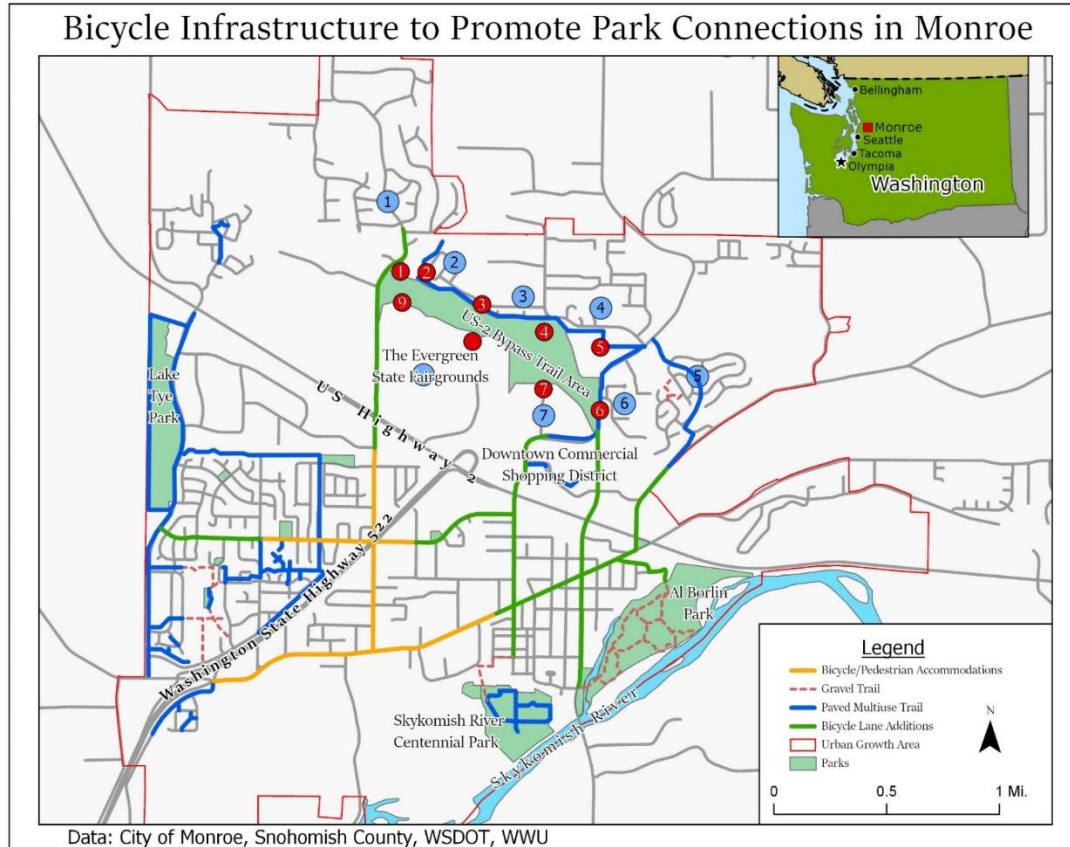 Bicycle Infrastructure to Promote Park Connections in Monroe
Bellingham
Monroe
Seattle
Tacoma
Olympia
Washington
1
1
2
2
3
3
4
4
5
5
6
6
7
7
9
US-2 Bypass Trail Area
The Evergreen
State Fairgrounds
Lake
Tye
Park
US Highway 2
Downtown Commercial
Shopping District
Washington State Highway 522
Al Borlin
Park
Skykomish River
Centennial Park
Skykomish River
Legend
Bicycle/Pedestrian Accommodations
Gravel Trail
Paved Multiuse Trail
Bicycle Lane Additions
Urban Growth Area
Parks
N
0 0.5 1 Mi.
Data: City of Monroe, Snohomish County, WSDOT, WWU